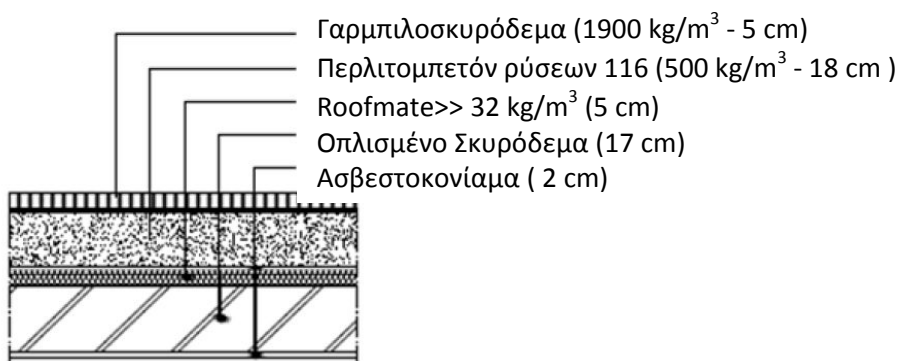 Γαρμπιλοσκυρόδεμα (1900 kg/m³ - 5 cm)
Περλιτομπετόν ρύσεων 116 (500 kg/m³ - 18 cm )
Roofmate>> 32 kg/m³ (5 cm)
Οπλισμένο Σκυρόδεμα (17 cm)
Ασβεστοκονίαμα ( 2 cm)